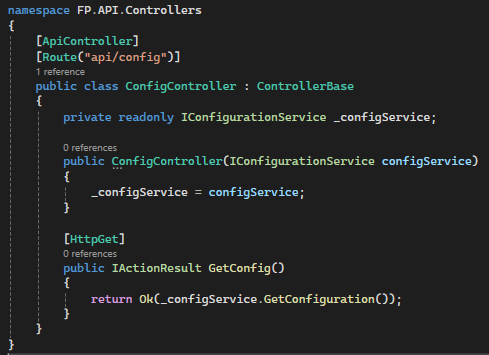 namespace FP.API.Controllers
{
[ApiController]
[Route("api/config")]
1 reference
public class ConfigController : ControllerBase
{
private readonly IConfigurationService _configService;
0 references
public ConfigController(IConfigurationService configService)
{
_configService = configService;
}
[HttpGet]
0 references
public IActionResult GetConfig()
{
return Ok(_configService.GetConfiguration());
}
}
}